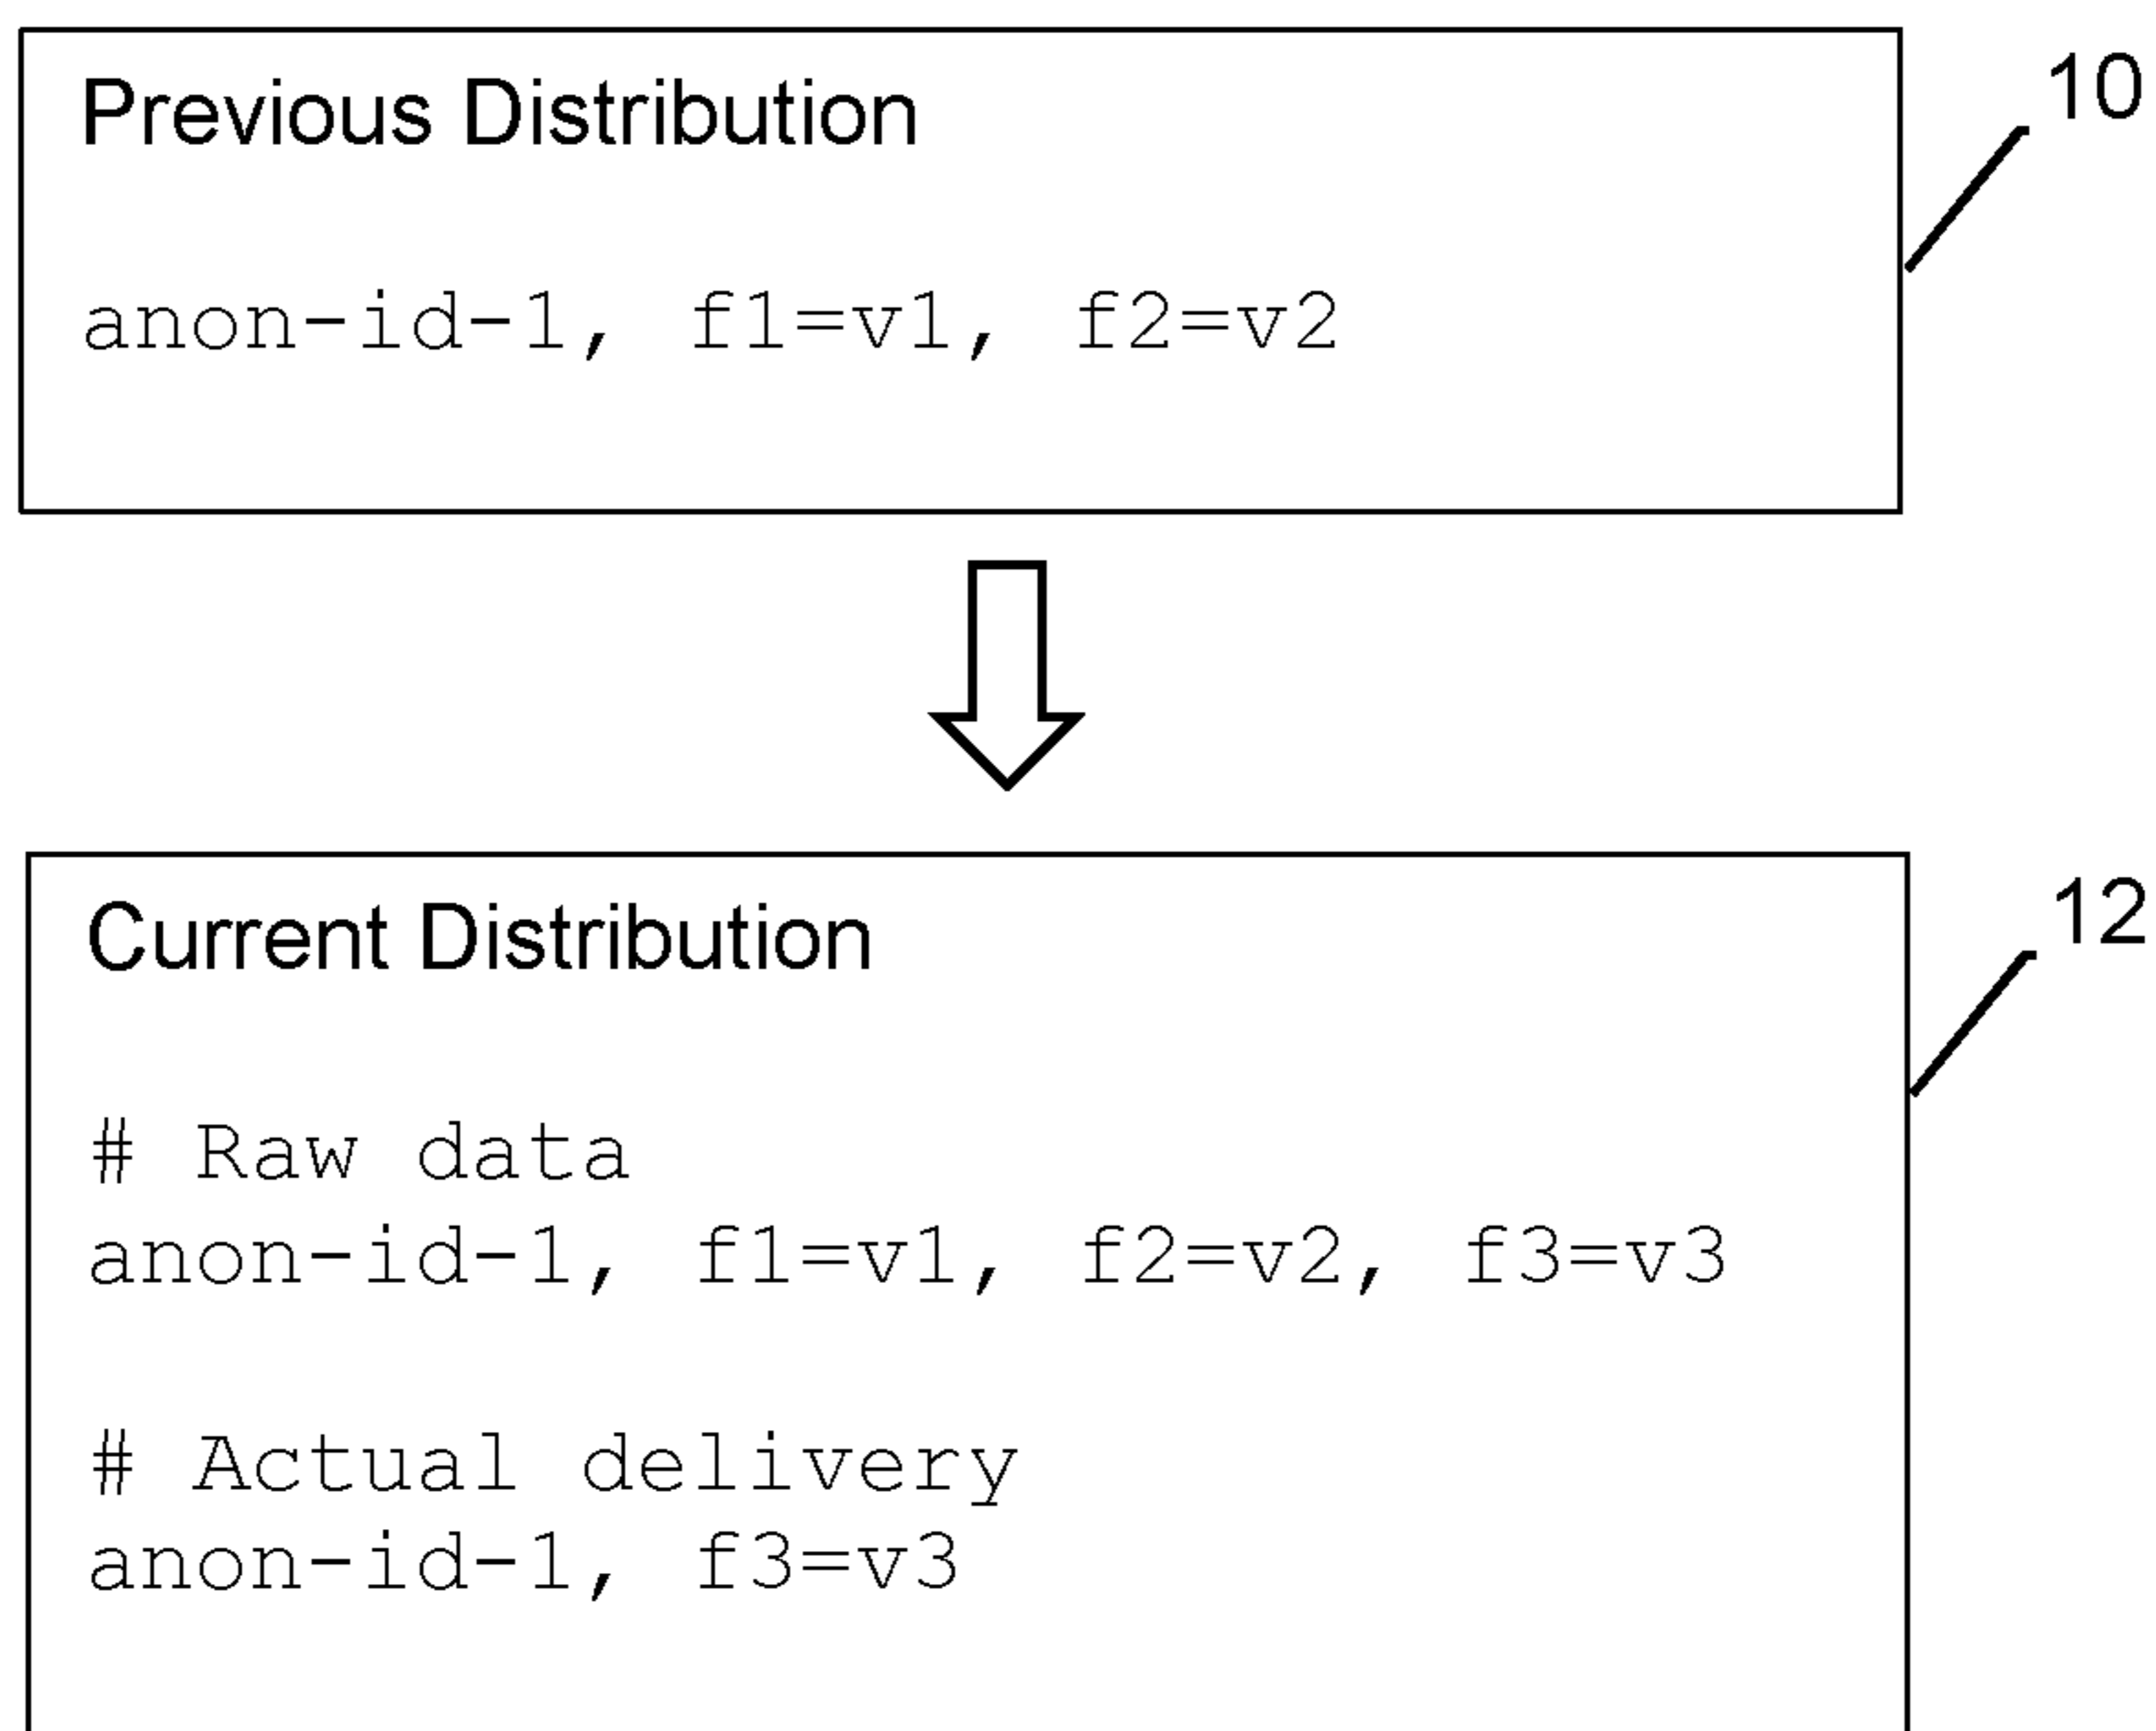 Previous Distribution
10
anon-id-1, f1=v1, f2=v2
Current Distribution
12
# Raw data
anon-id-1, f1=v1, f2=v2, f3=v3
# Actual delivery
anon-id-1, f3=v3